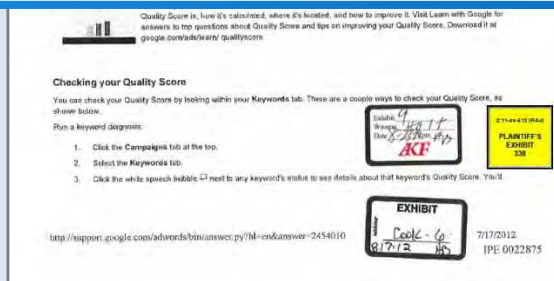 Quality Score is, how it's calculated, where it's located, and how to improve it. Visit Learn with Google for
answers to top questions about Quality Score and tips on improving your Quality Score. Download it at
google.com/ads/learn/ qualityscore
Checking your Quality Score
You can check your Quality Score by looking within your Keywords tab. There are a couple ways to check your Quality Score, as
shown below.
Run a keyword diagnosis:
1. Click the Campaigns tab at the top.
2. Select the Keywords tab.
3. Click the white speech bubble next to any keyword's status to see details about that keyword's Quality Score. You'll
Exhibit 9
AKF
PLAINTIFF'S
EXHIBIT
338
EXHIBIT
Cook - 6
8.17.12
http://support.google.com/adwords/bin/answer.py?hl=en&answer=2454010
7/17/2012
IPE 0022875